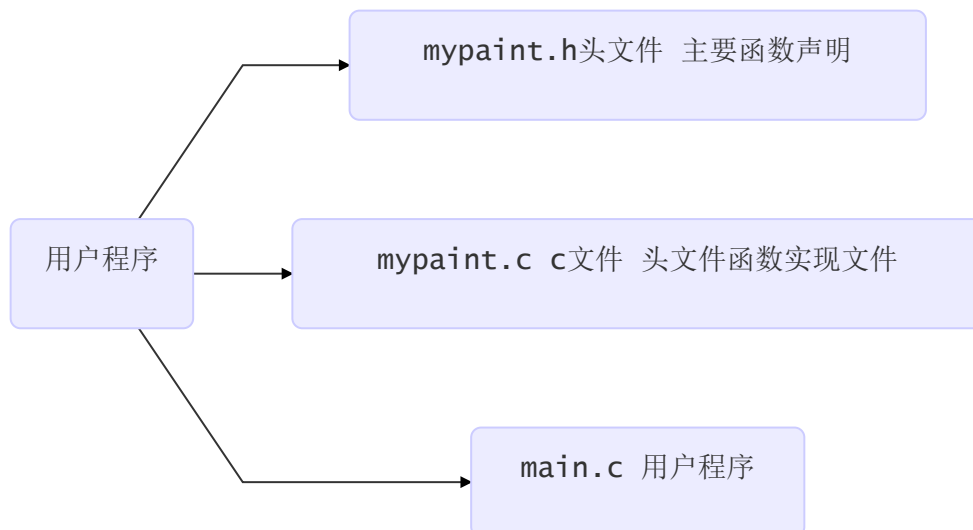 mypaint.h头文件 主要函数声明
用户程序
mypaint.c c文件 头文件函数实现文件
main.c 用户程序